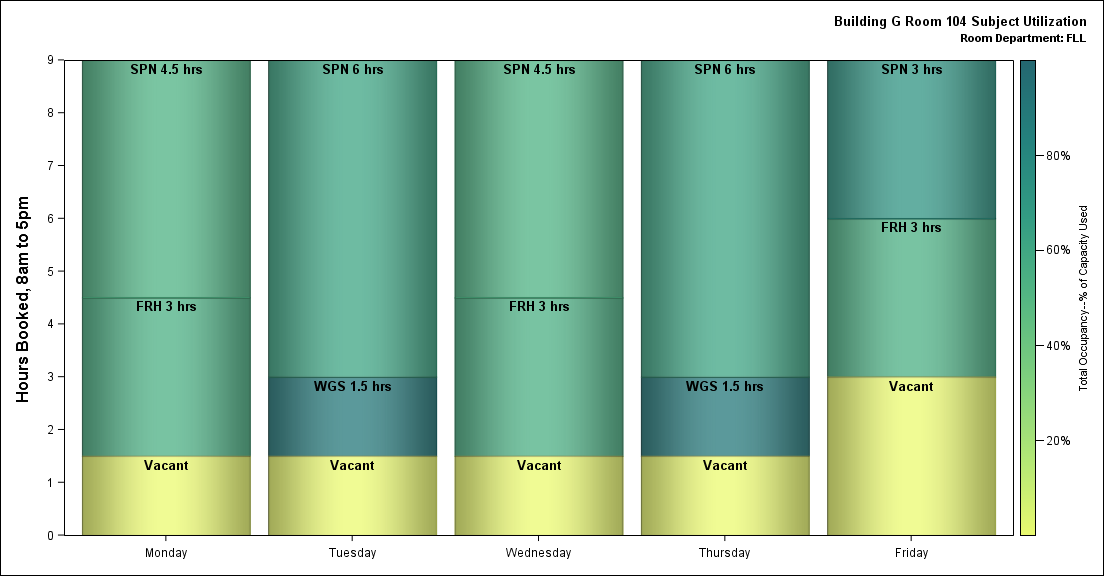 Building G Room 104 Subject Utilization
Room Department: FLL
Hours Booked, 8am to 5pm
9
8
7
6
5
4
3
2
1
0
SPN 4.5 hrs
FRH 3 hrs
Vacant
SPN 6 hrs
WGS 1.5 hrs
Vacant
SPN 4.5 hrs
FRH 3 hrs
Vacant
SPN 6 hrs
WGS 1.5 hrs
Vacant
SPN 3 hrs
FRH 3 hrs
Vacant
Monday
Tuesday
Wednesday
Thursday
Friday
80%
60%
40%
20%
Total Occupancy--% of Capacity Used